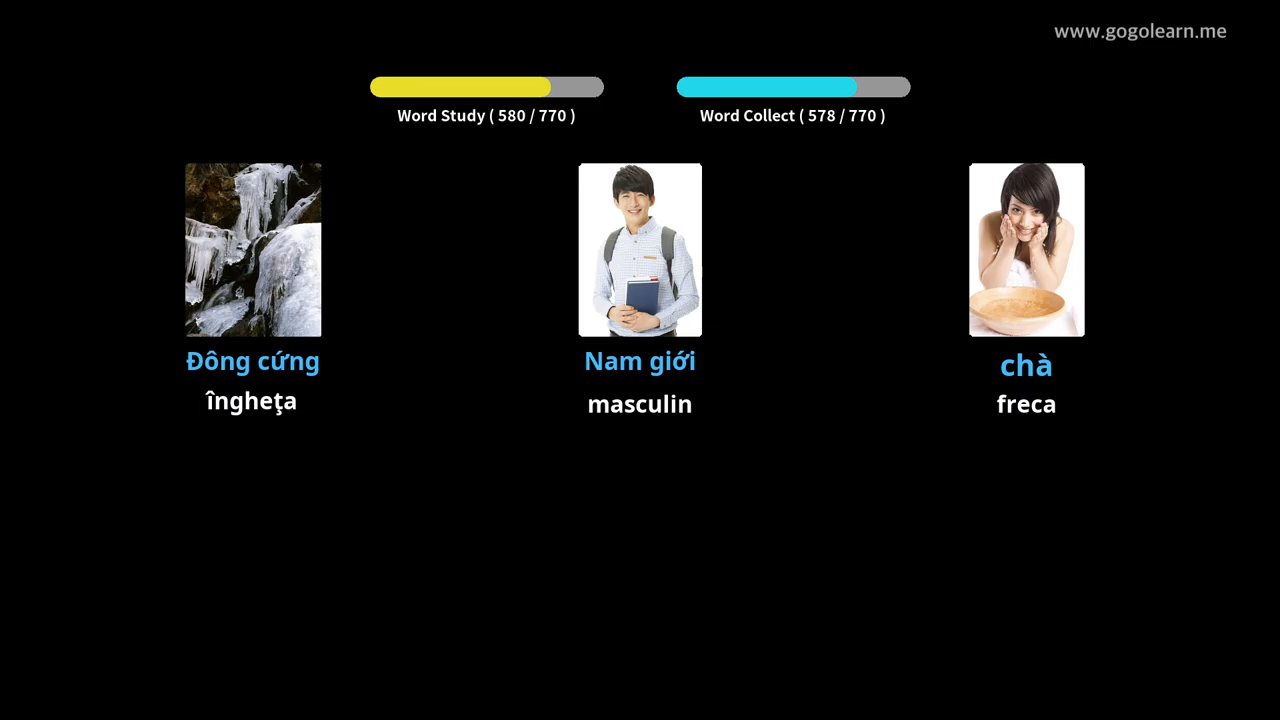 www.gogolearn.me
Word Study ( 580 / 770 )
Word Collect ( 578 / 770 )
Đông cứng
îngheţa
Nam giới
masculin
chà
freca